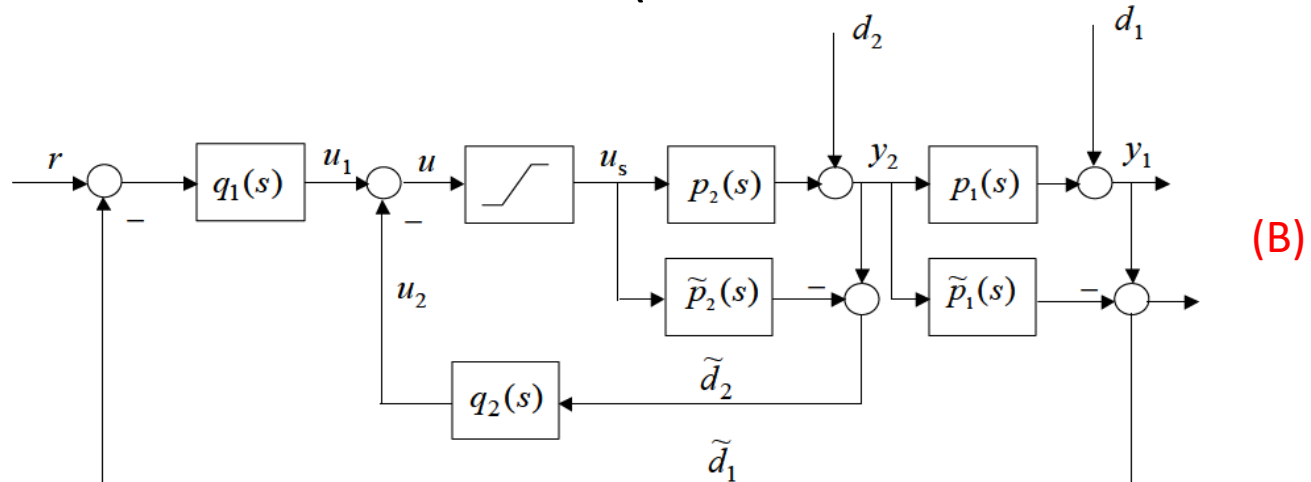 d₂ d₁
r q₁(s) u₁ u uₛ p₂(s) y₂ p₁(s) y₁
− −
(B)
u₂ p̃₂(s) − p̃₁(s) −
q₂(s) d̃₂
d̃₁